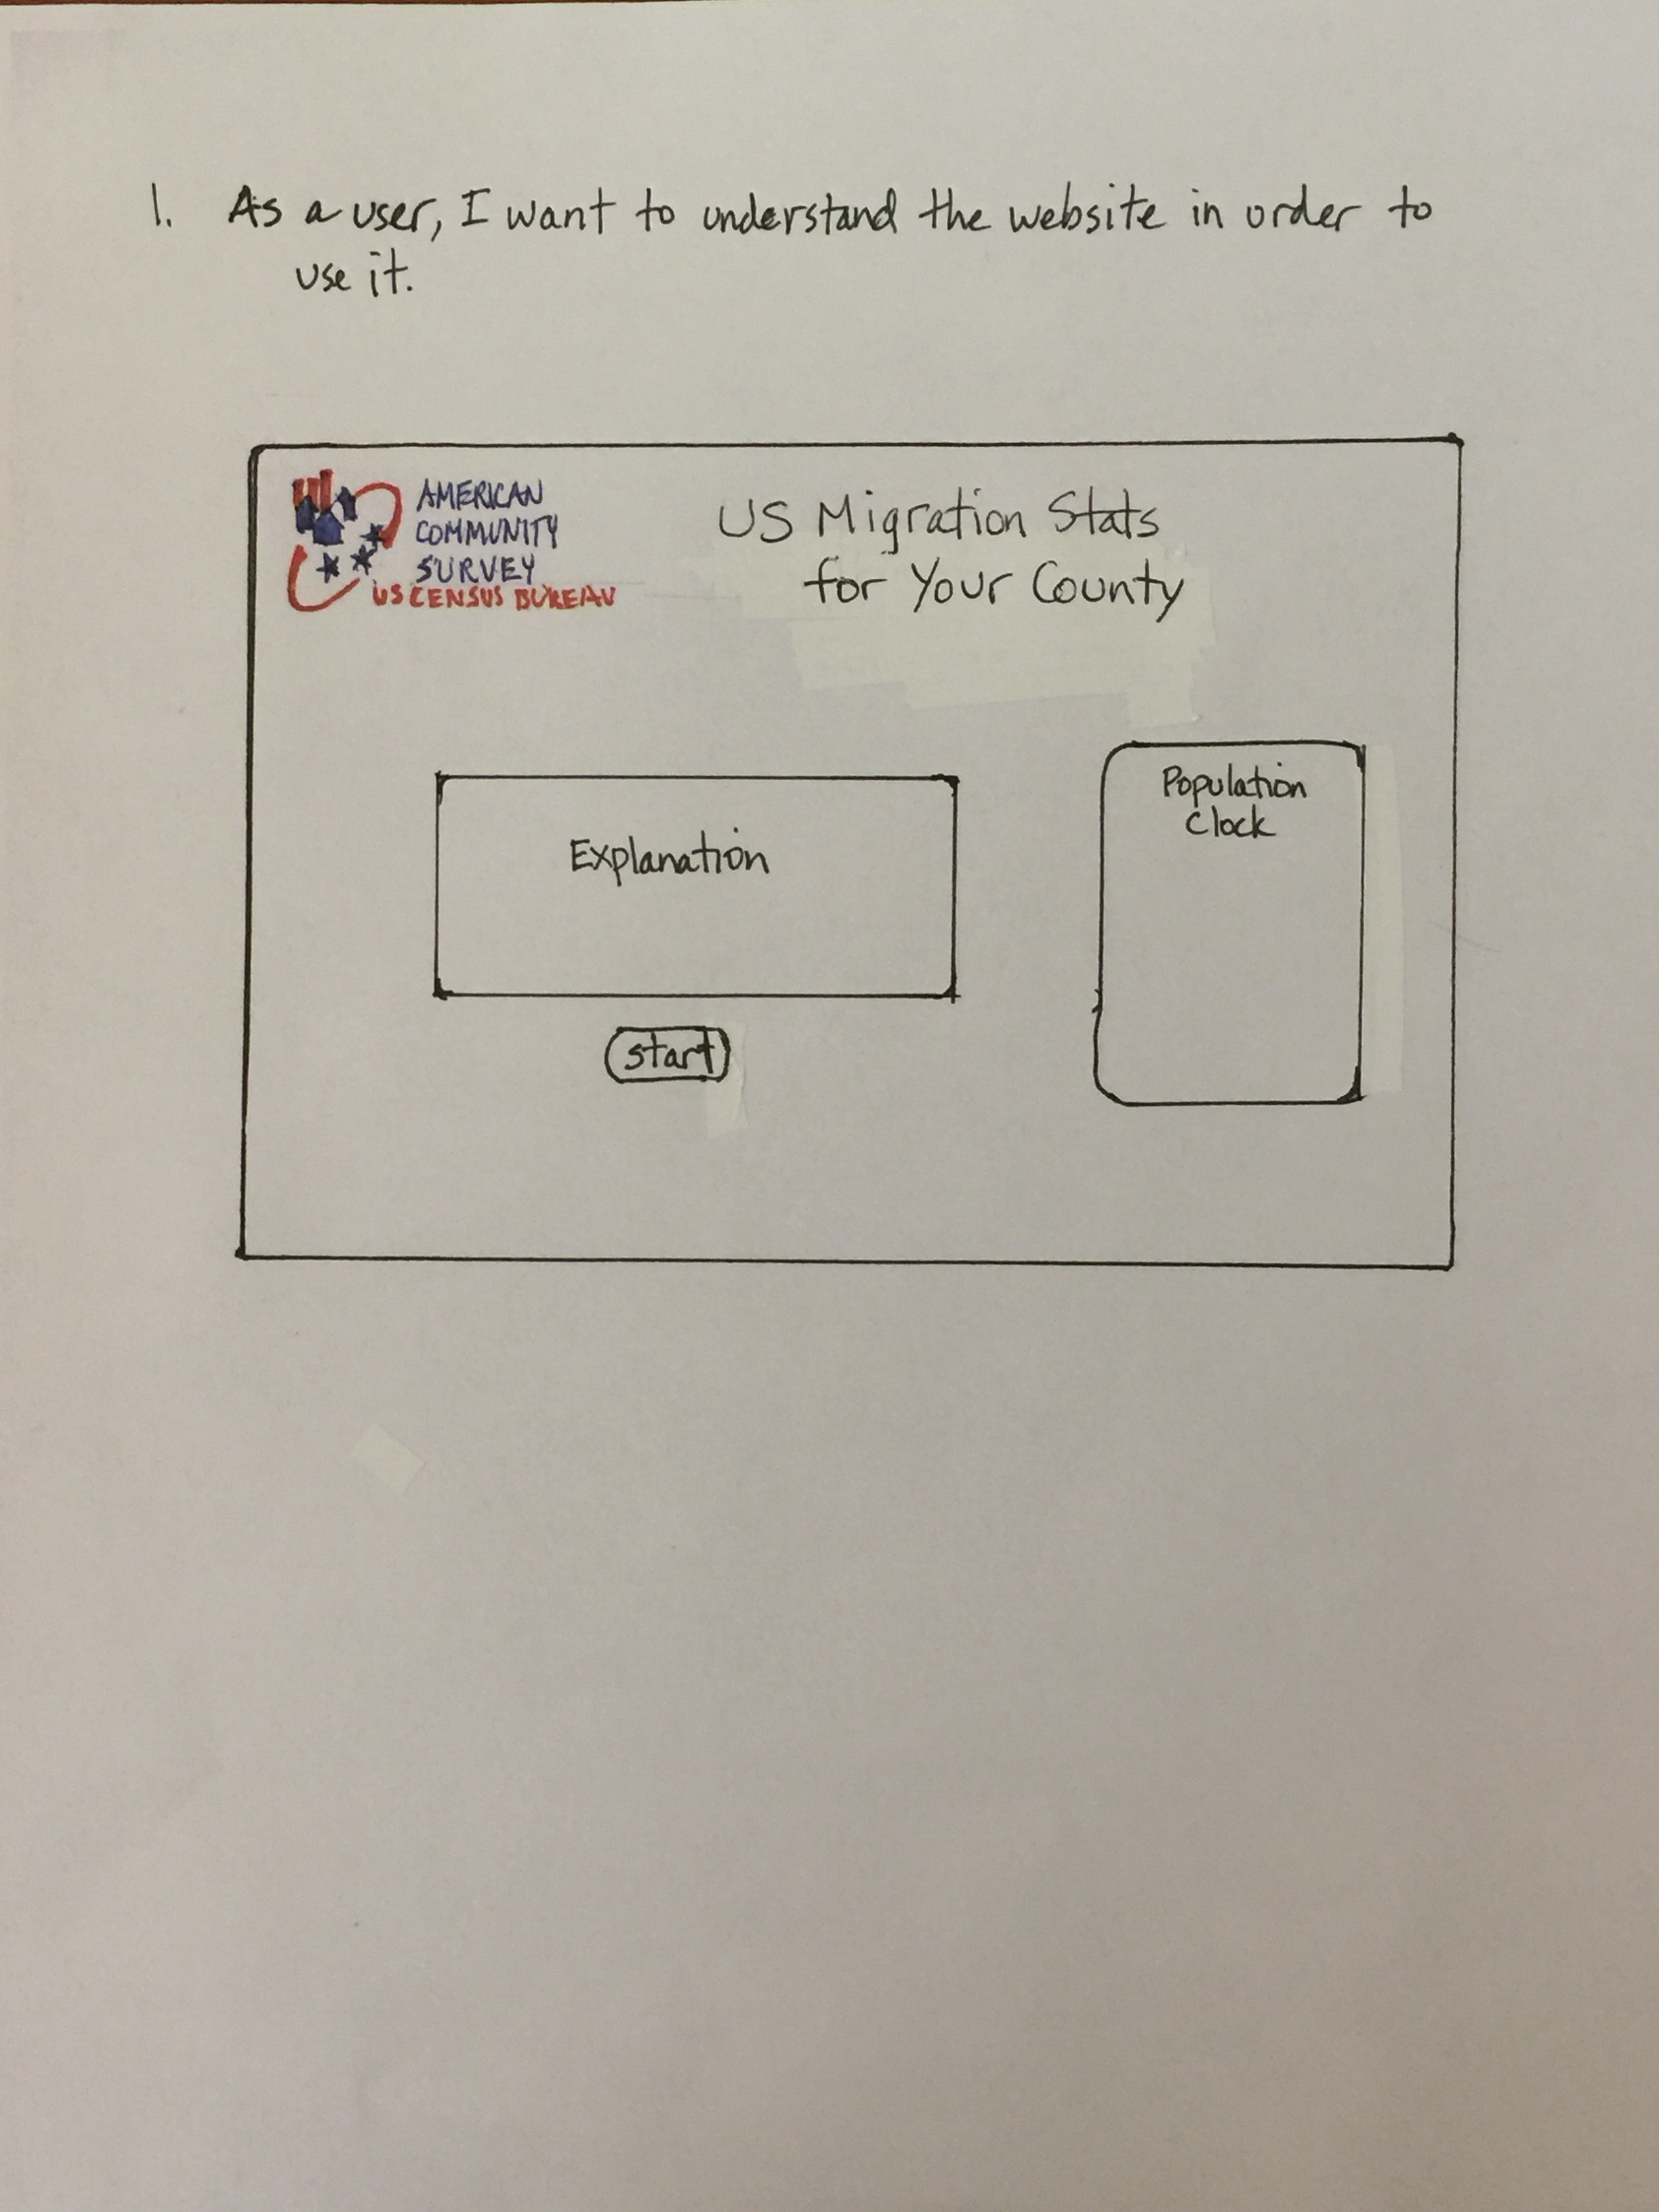 1. As a user, I want to understand the website in order to
use it.
AMERICAN
COMMUNITY
SURVEY
US CENSUS BUREAU
US Migration Stats
for Your County
Explanation
Population
Clock
start